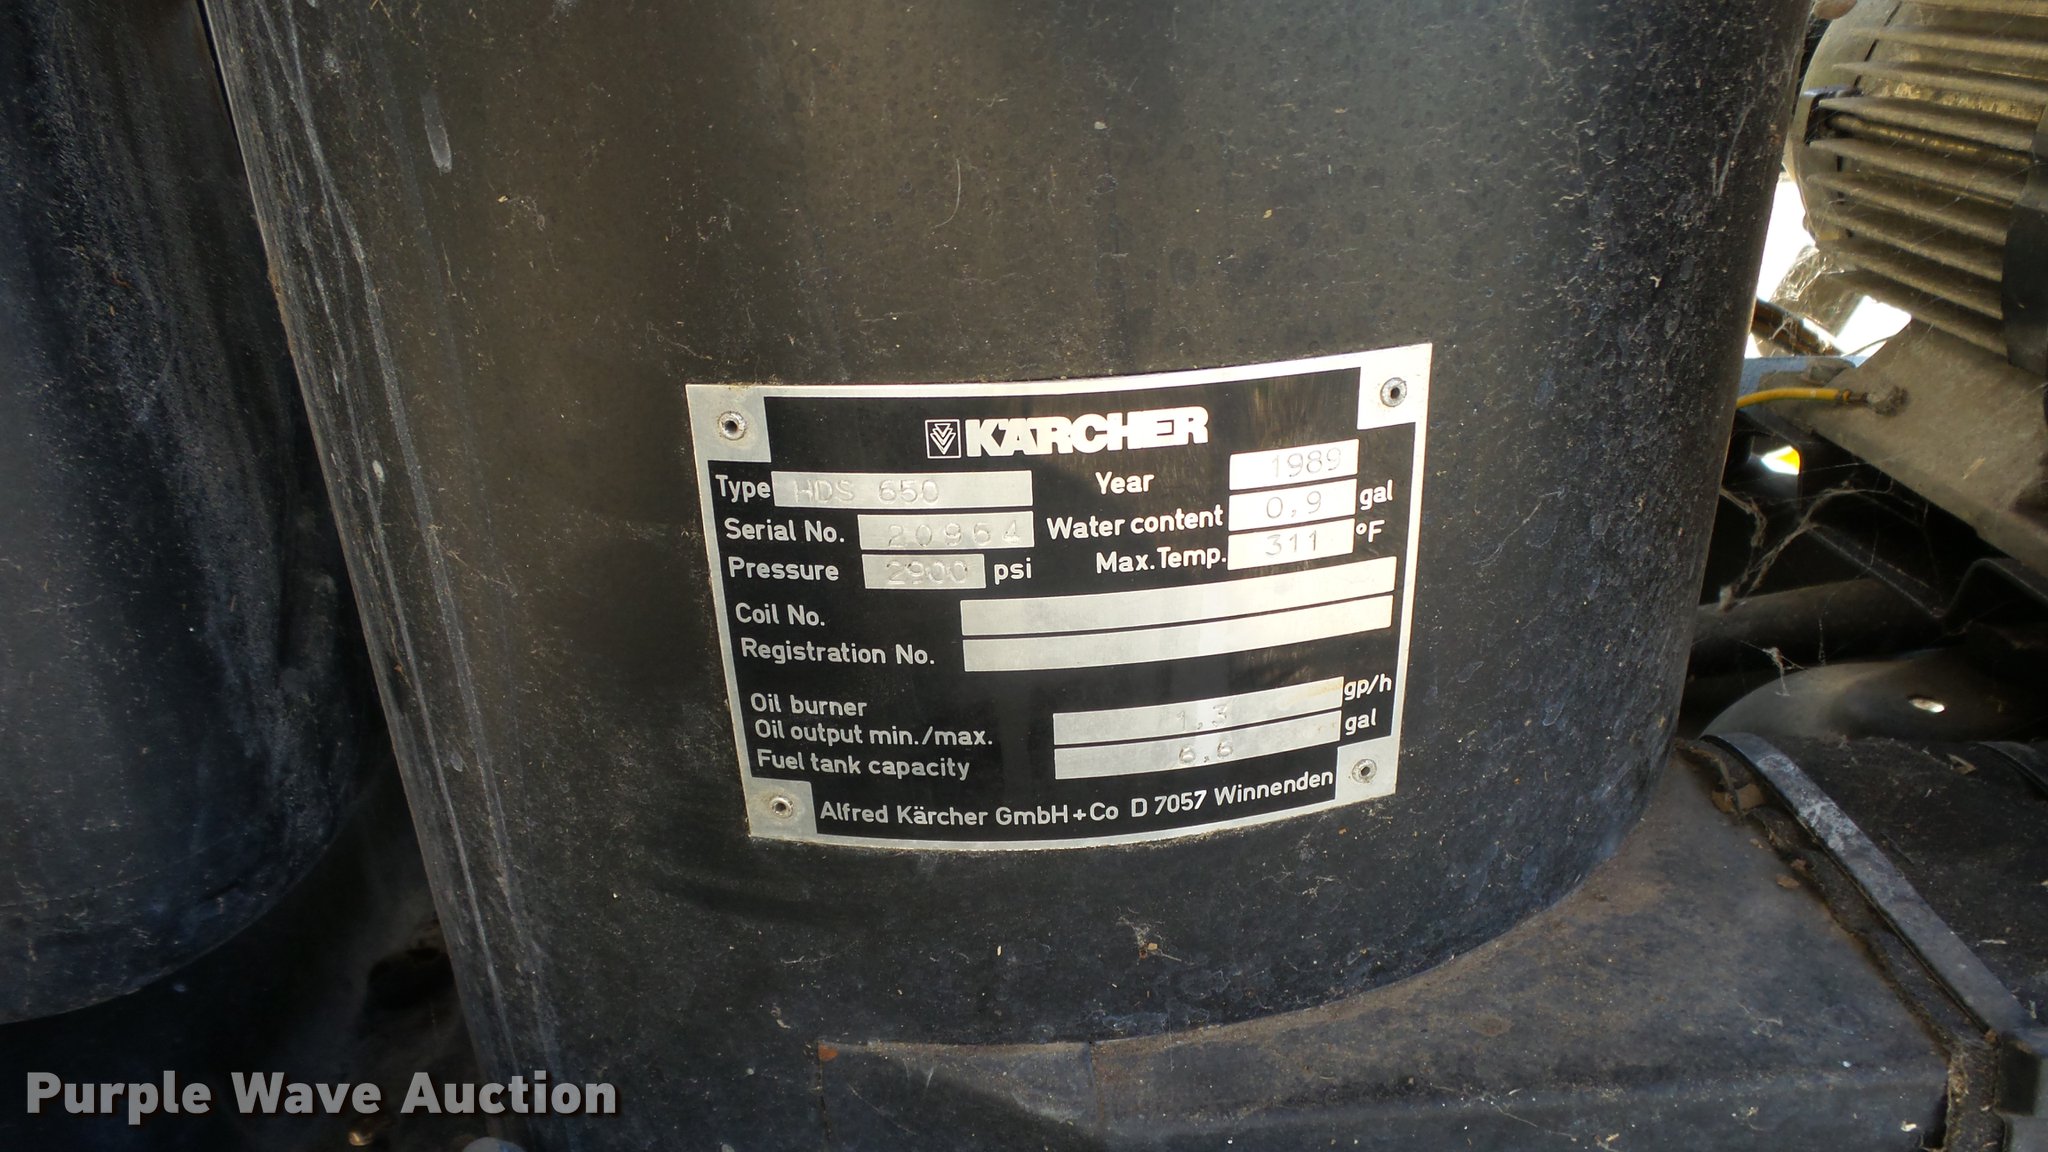 KÄRCHER
Type HDS 650 Year 1989
Serial No. 20954 Water content 0,9 gal
Pressure 2900 psi Max.Temp. 311 °F
Coil No.
Registration No.
Oil burner
Oil output min./max. 1,3 gp/h
Fuel tank capacity 6,6 gal
Alfred Kärcher GmbH+Co D 7057 Winnenden
Purple Wave Auction